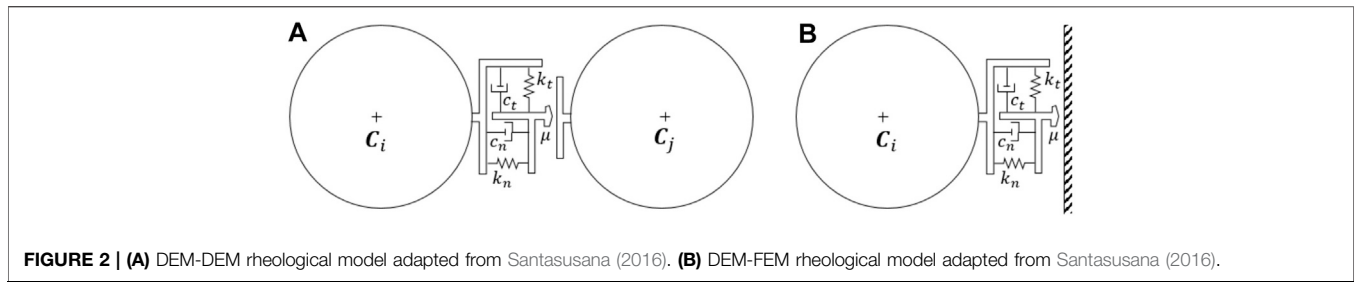 A
C_i
c_t
k_t
c_n
μ
k_n
C_j
B
C_i
c_t
k_t
c_n
μ
k_n
FIGURE 2 | (A) DEM-DEM rheological model adapted from Santasusana (2016). (B) DEM-FEM rheological model adapted from Santasusana (2016).